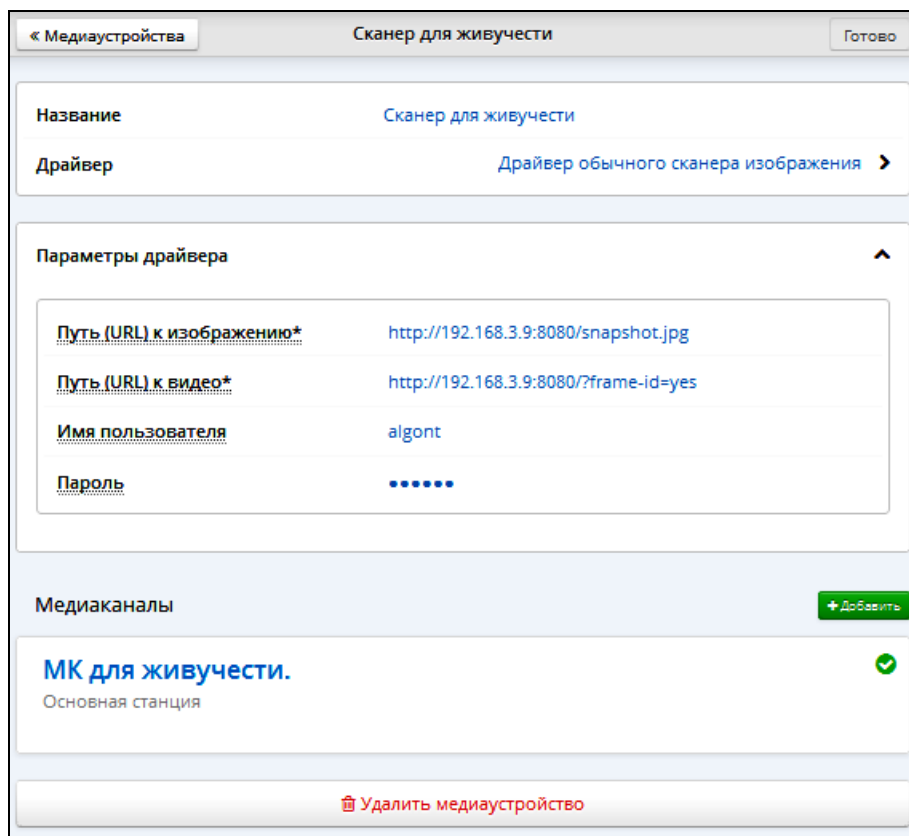 « Медиаустройства Сканер для живучести Готово
Название Сканер для живучести
Драйвер Драйвер обычного сканера изображения
Параметры драйвера
Путь (URL) к изображению* http://192.168.3.9:8080/snapshot.jpg
Путь (URL) к видео* http://192.168.3.9:8080/?frame-id=yes
Имя пользователя algont
Пароль ••••••
Медиаканалы + Добавить
МК для живучести.
Основная станция
Удалить медиаустройство